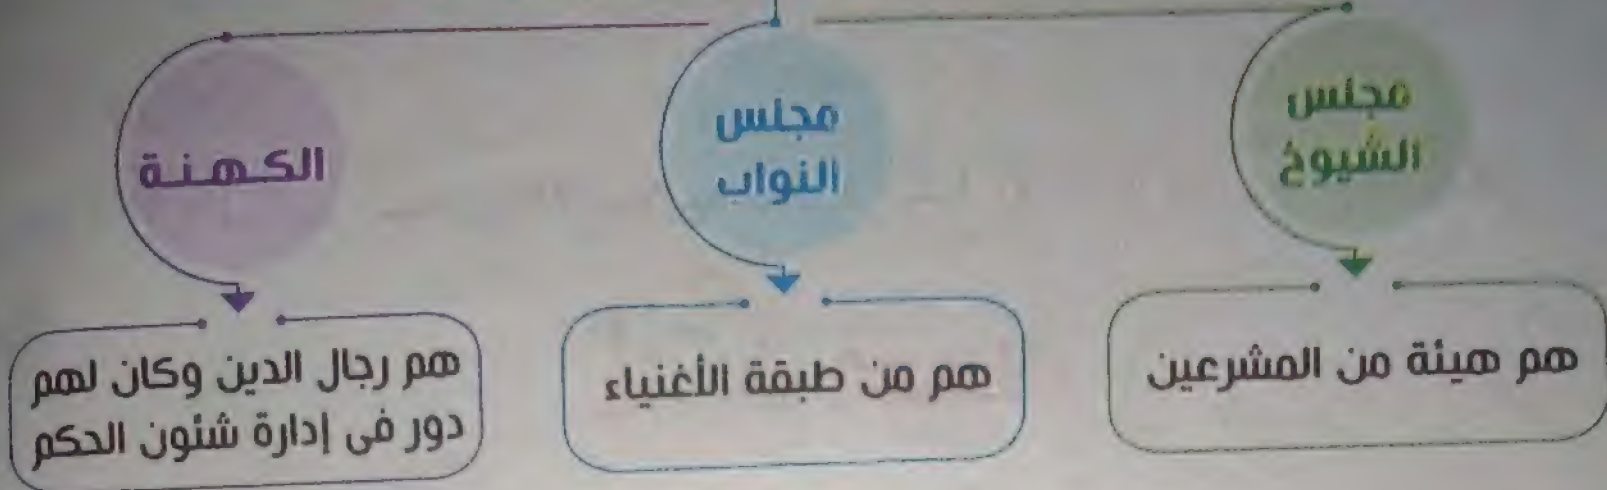 مجلس
الشيوخ
هم هيئة من المشرعين
مجلس
النواب
هم من طبقة الأغنياء
الكهنة
هم رجال الدين وكان لهم
دور فى إدارة شئون الحكم